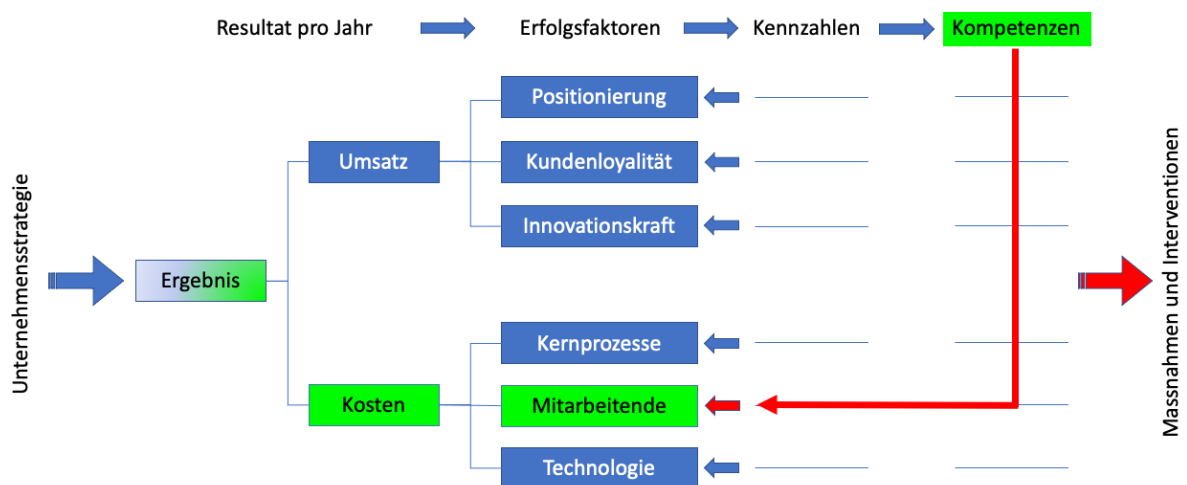 Resultat pro Jahr
Erfolgsfaktoren
Kennzahlen
Kompetenzen
Unternehmensstrategie
Ergebnis
Umsatz
Kosten
Positionierung
Kundenloyalität
Innovationskraft
Kernprozesse
Mitarbeitende
Technologie
Massnahmen und Interventionen